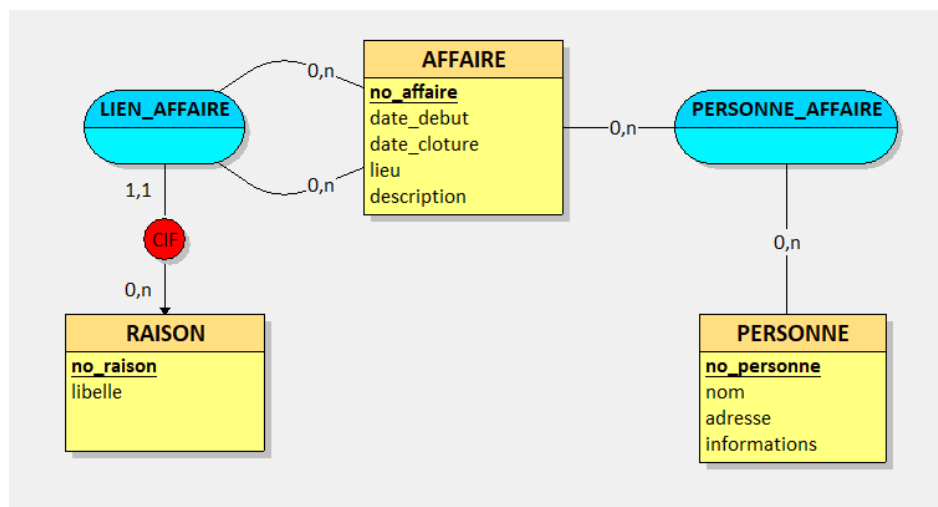 AFFAIRE
no_affaire
date_debut
date_cloture
lieu
description
LIEN_AFFAIRE
0,n
0,n
PERSONNE_AFFAIRE
0,n
1,1
CIF
0,n
0,n
RAISON
no_raison
libelle
PERSONNE
no_personne
nom
adresse
informations